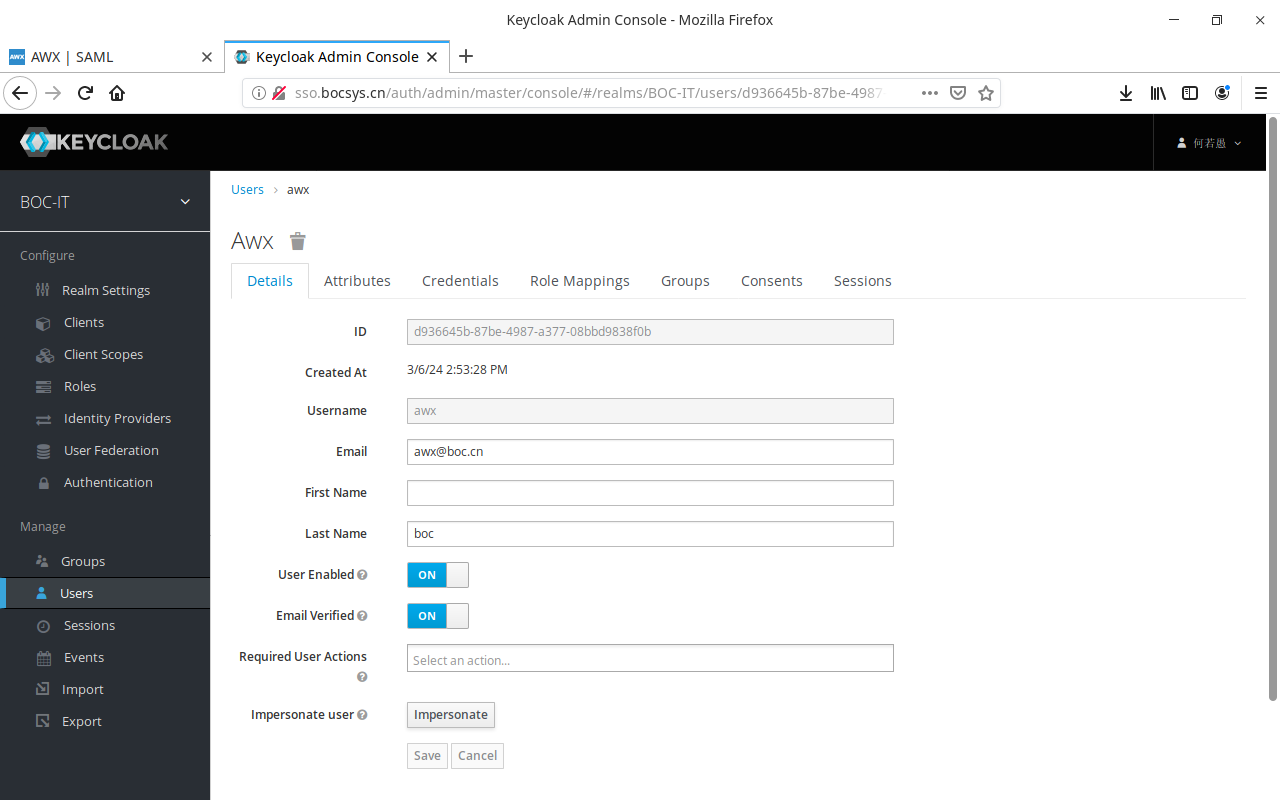 Keycloak Admin Console - Mozilla Firefox
AWX AWX | SAML
Keycloak Admin Console
sso.bocsys.cn/auth/admin/master/console/#/realms/BOC-IT/users/d936645b-87be-4987
KEYCLOAK
何若愚
BOC-IT
Users › awx
Awx
Configure
Details Attributes Credentials Role Mappings Groups Consents Sessions
Realm Settings
Clients
Client Scopes
Roles
Identity Providers
User Federation
Authentication
Manage
Groups
Users
Sessions
Events
Import
Export
ID d936645b-87be-4987-a377-08bbd9838f0b
Created At 3/6/24 2:53:28 PM
Username awx
Email awx@boc.cn
First Name
Last Name boc
User Enabled ON
Email Verified ON
Required User Actions Select an action...
Impersonate user Impersonate
Save Cancel